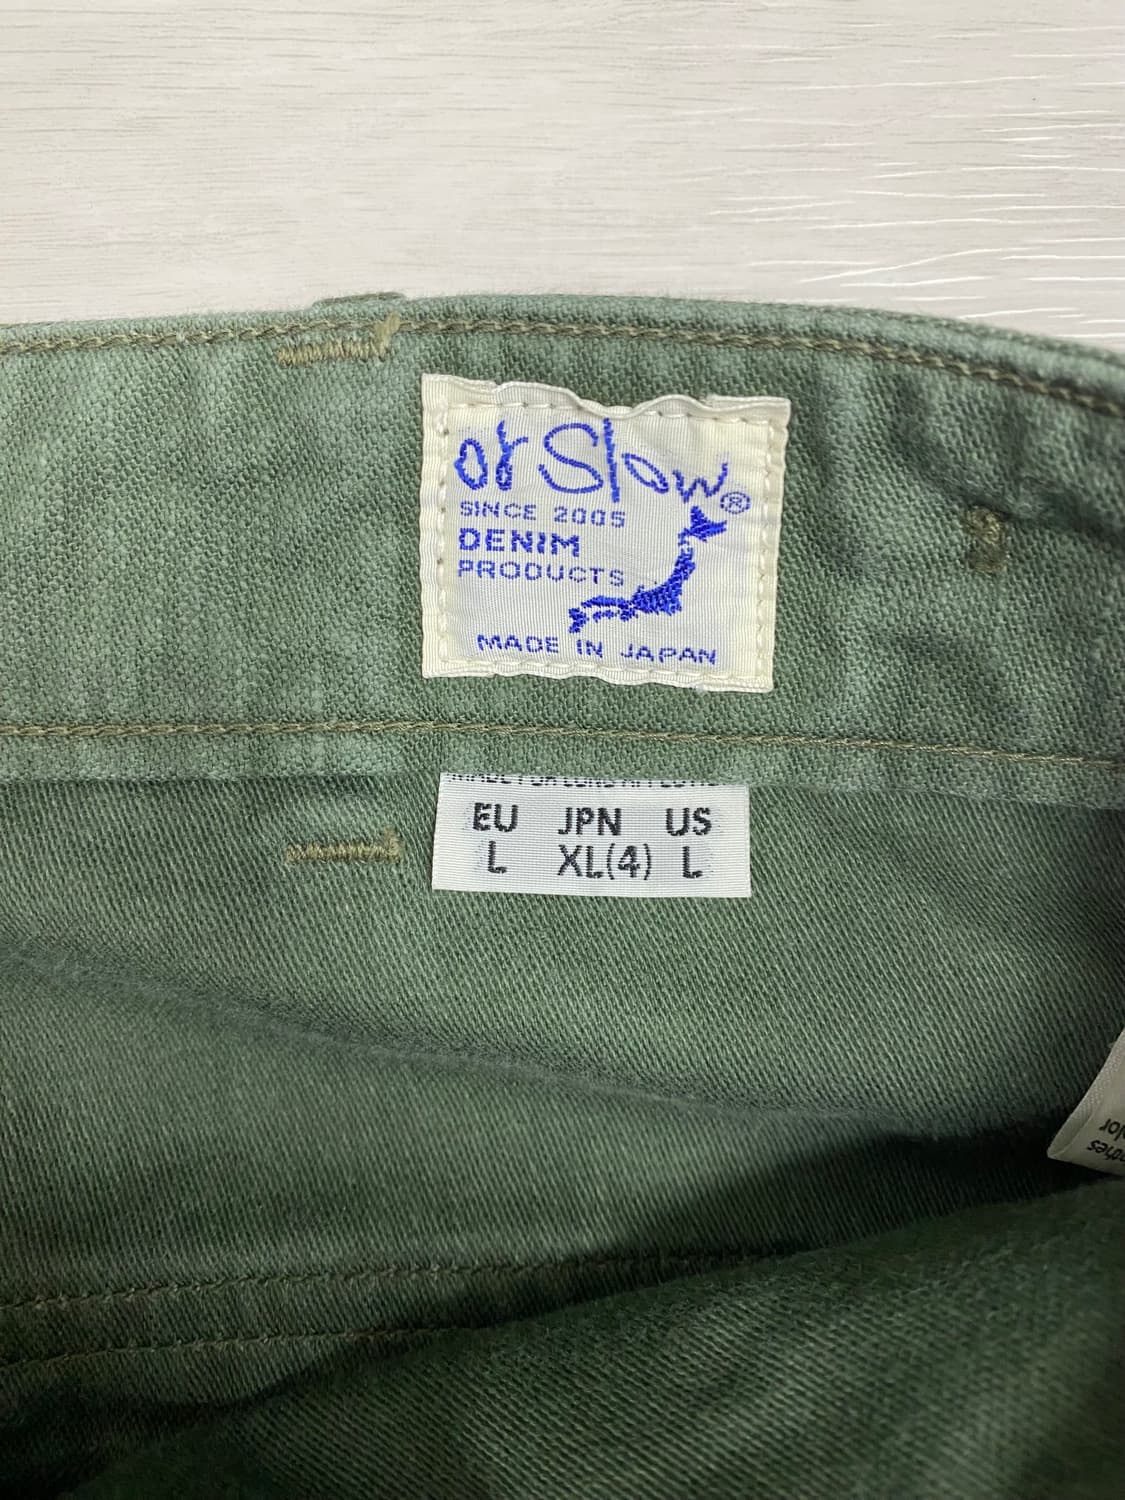 or Slow®
SINCE 2005
DENIM
PRODUCTS
MADE IN JAPAN
EU JPN US
L XL(4) L